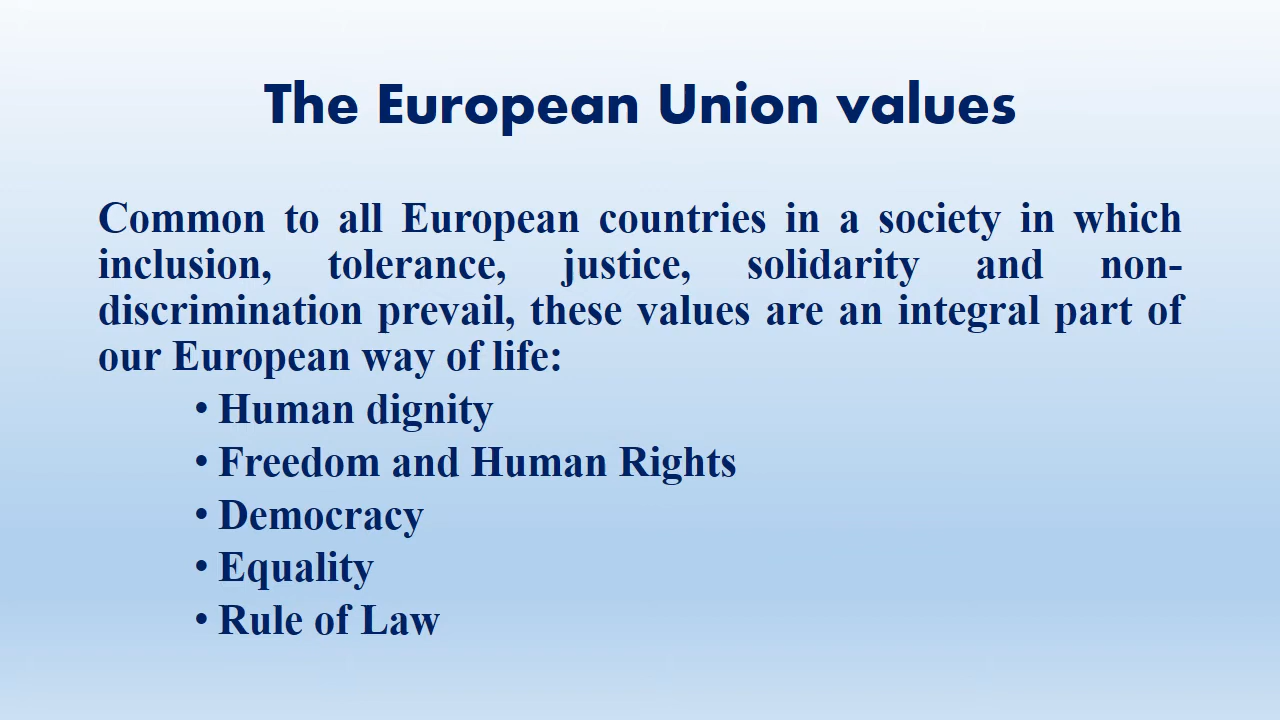 The European Union values
Common to all European countries in a society in which
inclusion, tolerance, justice, solidarity and non-
discrimination prevail, these values are an integral part of
our European way of life:
• Human dignity
• Freedom and Human Rights
• Democracy
• Equality
• Rule of Law